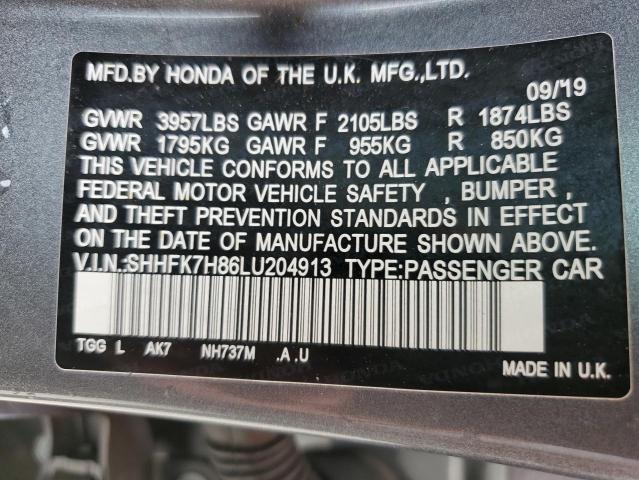 MFD.BY HONDA OF THE U.K. MFG.,LTD.
09/'19
GVWR 3957LBS GAWR F 2105LBS R 1874LBS
GVWR 1795KG GAWR F 955KG R 850KG
THIS VEHICLE CONFORMS TO ALL APPLICABLE
FEDERAL MOTOR VEHICLE SAFETY , BUMPER ,
AND THEFT PREVENTION STANDARDS IN EFFECT
ON THE DATE OF MANUFACTURE SHOWN ABOVE.
V.I.N.:SHHFK7H86LU204913 TYPE:PASSENGER CAR
TGG L AK7 NH737M .A .U
MADE IN U.K.